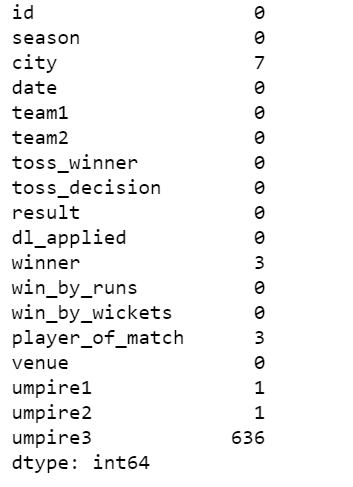 id 0
season 0
city 7
date 0
team1 0
team2 0
toss_winner 0
toss_decision 0
result 0
dl_applied 0
winner 3
win_by_runs 0
win_by_wickets 0
player_of_match 3
venue 0
umpire1 1
umpire2 1
umpire3 636
dtype: int64